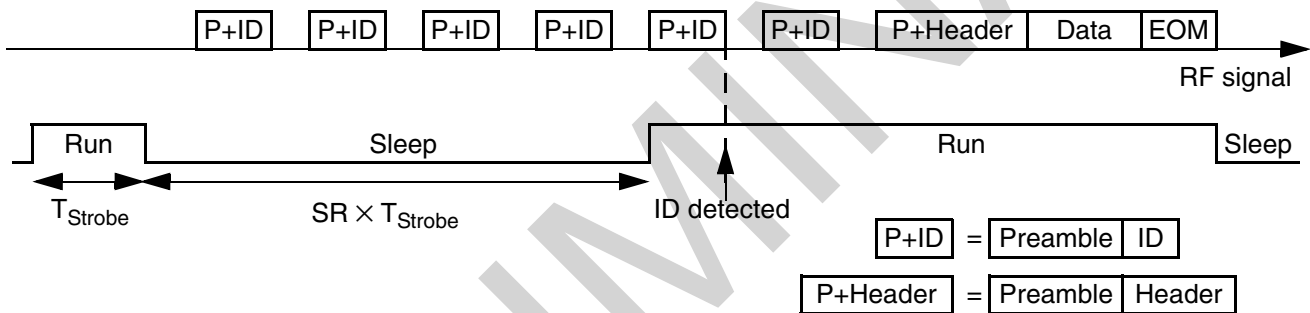 P+ID P+ID P+ID P+ID P+ID P+ID P+Header Data EOM
RF signal
Run Sleep Run Sleep
TStrobe SR × TStrobe ID detected
P+ID = Preamble ID
P+Header = Preamble Header